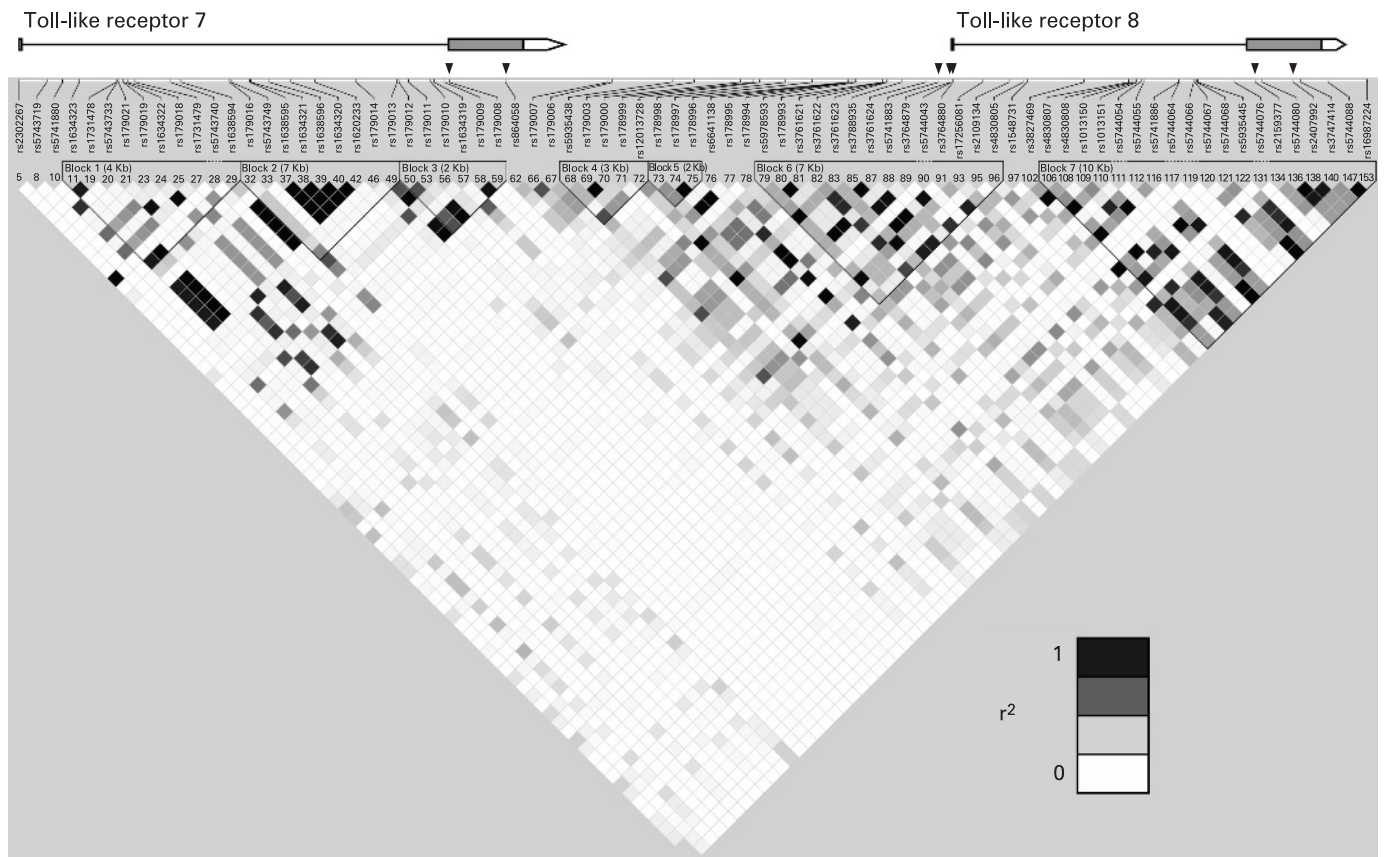 Toll-like receptor 7 Toll-like receptor 8
rs2302267 rs5743719 rs5741880 rs1634323 rs1731478 rs5743733 rs179021 rs179019 rs1634322 rs179018 rs1731479 rs5743740 rs1638594 rs179016 rs5743749 rs1638595 rs1634321 rs1638596 rs1634320 rs1620233 rs179014 rs179013 rs179012 rs179011 rs179010 rs1634319 rs179009 rs179008 rs864058 rs179007 rs179006 rs5935438 rs179003 rs179000 rs178999 rs12013728 rs178998 rs178997 rs178996 rs6641138 rs178995 rs178994 rs5978593 rs178993 rs3761621 rs3761622 rs3761623 rs3788935 rs3761624 rs5741883 rs3764879 rs5744043 rs3764880 rs17256081 rs2109134 rs4830805 rs1548731 rs3827469 rs4830807 rs4830808 rs1013150 rs1013151 rs5744054 rs5744055 rs5741886 rs5744064 rs5744066 rs5744067 rs5744068 rs5935445 rs5744076 rs2159377 rs5744080 rs2407992 rs3747414 rs5744088 rs16987224
Block 1 (4 Kb) Block 2 (7 Kb) Block 3 (2 Kb) Block 4 (3 Kb) Block 5 (2 Kb) Block 6 (7 Kb) Block 7 (10 Kb)
5 8 10 11 19 20 21 23 24 25 27 28 29 32 33 37 38 39 40 42 46 49 50 53 56 57 58 59 62 66 67 68 69 70 71 72 73 74 75 76 77 78 79 81 82 83 85 87 88 89 90 91 93 95 96 97 102 106 108 109 110 111 112 116 117 119 120 121 122 131 134 136 138 140 147 153
1
r2
0